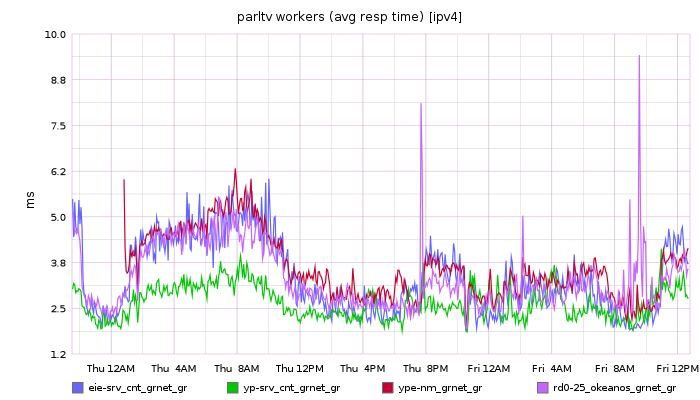 parltv workers (avg resp time) [ipv4]
10.0
8.8
7.5
6.2
5.0
3.8
2.5
1.2
ms
Thu 12AM Thu 4AM Thu 8AM Thu 12PM Thu 4PM Thu 8PM Fri 12AM Fri 4AM Fri 8AM Fri 12PM
eie-srv_cnt_grnet_gr yp-srv_cnt_grnet_gr ype-nm_grnet_gr rd0-25_okeanos_grnet_gr